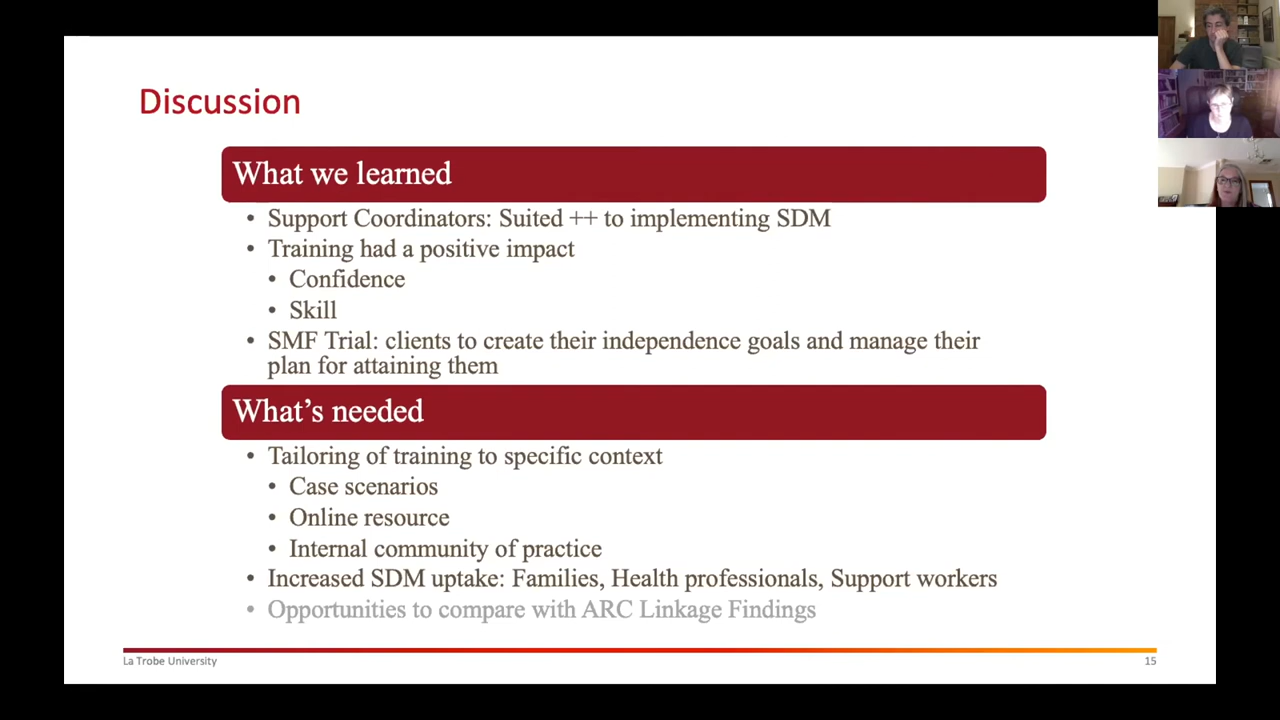 Discussion
What we learned
• Support Coordinators: Suited ++ to implementing SDM
• Training had a positive impact
• Confidence
• Skill
• SMF Trial: clients to create their independence goals and manage their
plan for attaining them
What’s needed
• Tailoring of training to specific context
• Case scenarios
• Online resource
• Internal community of practice
• Increased SDM uptake: Families, Health professionals, Support workers
• Opportunities to compare with ARC Linkage Findings
La Trobe University
15